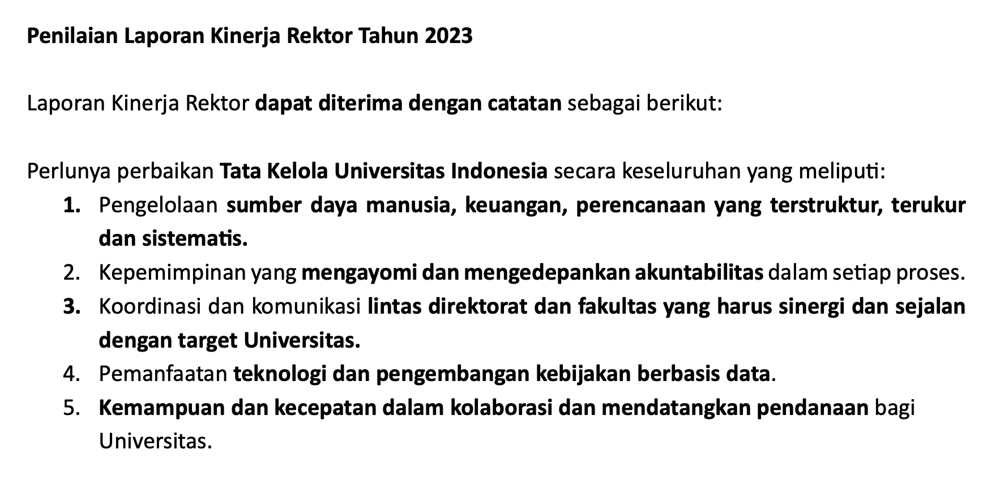 Penilaian Laporan Kinerja Rektor Tahun 2023
Laporan Kinerja Rektor dapat diterima dengan catatan sebagai berikut:
Perlunya perbaikan Tata Kelola Universitas Indonesia secara keseluruhan yang meliputi:
1. Pengelolaan sumber daya manusia, keuangan, perencanaan yang terstruktur, terukur
dan sistematis.
2. Kepemimpinan yang mengayomi dan mengedepankan akuntabilitas dalam setiap proses.
3. Koordinasi dan komunikasi lintas direktorat dan fakultas yang harus sinergi dan sejalan
dengan target Universitas.
4. Pemanfaatan teknologi dan pengembangan kebijakan berbasis data.
5. Kemampuan dan kecepatan dalam kolaborasi dan mendatangkan pendanaan bagi
Universitas.